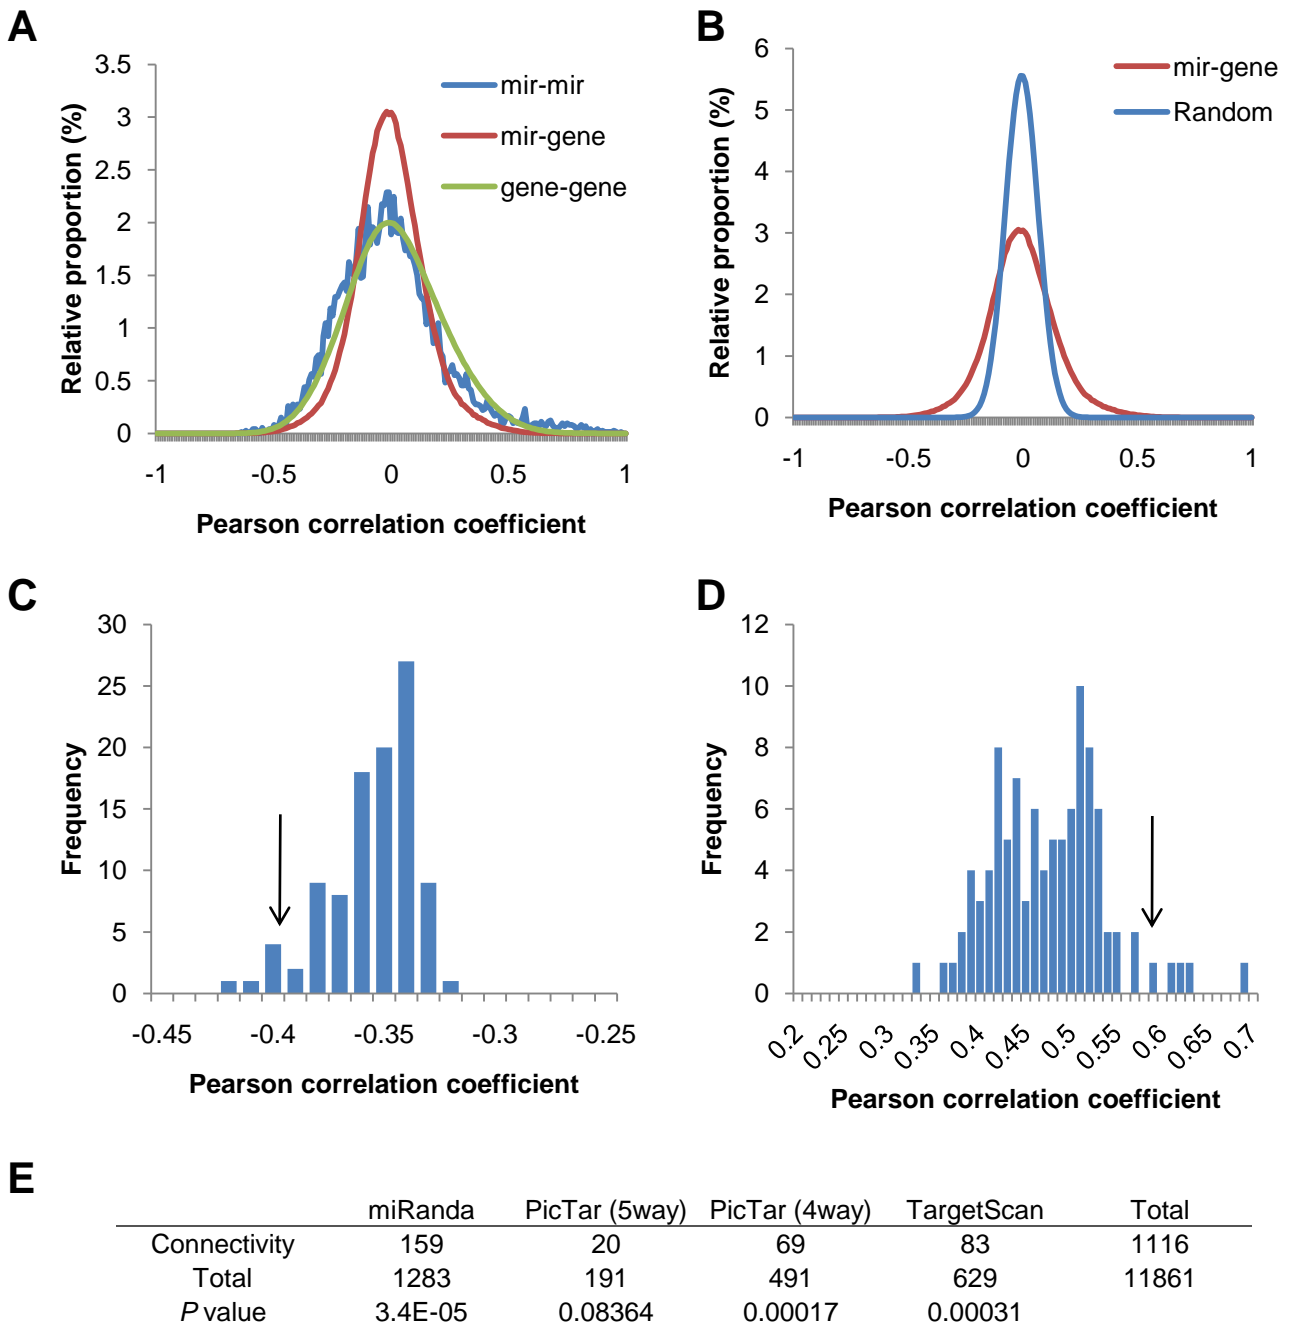 A
3.5
3
2.5
2
1.5
1
0.5
0
-1
-0.5
0
0.5
1
Relative proportion (%)
Pearson correlation coefficient
mir-mir
mir-gene
gene-gene
B
6
5
4
3
2
1
0
-1
-0.5
0
0.5
1
Relative proportion (%)
Pearson correlation coefficient
mir-gene
Random
C
30
25
20
15
10
5
0
-0.45
-0.4
-0.35
-0.3
-0.25
Frequency
Pearson correlation coefficient
D
12
10
8
6
4
2
0
0.2
0.25
0.3
0.35
0.4
0.45
0.5
0.55
0.6
0.65
0.7
Frequency
Pearson correlation coefficient
E
miRanda PicTar (5way) PicTar (4way) TargetScan Total
Connectivity 159 20 69 83 1116
Total 1283 191 491 629 11861
P value 3.4E-05 0.08364 0.00017 0.00031